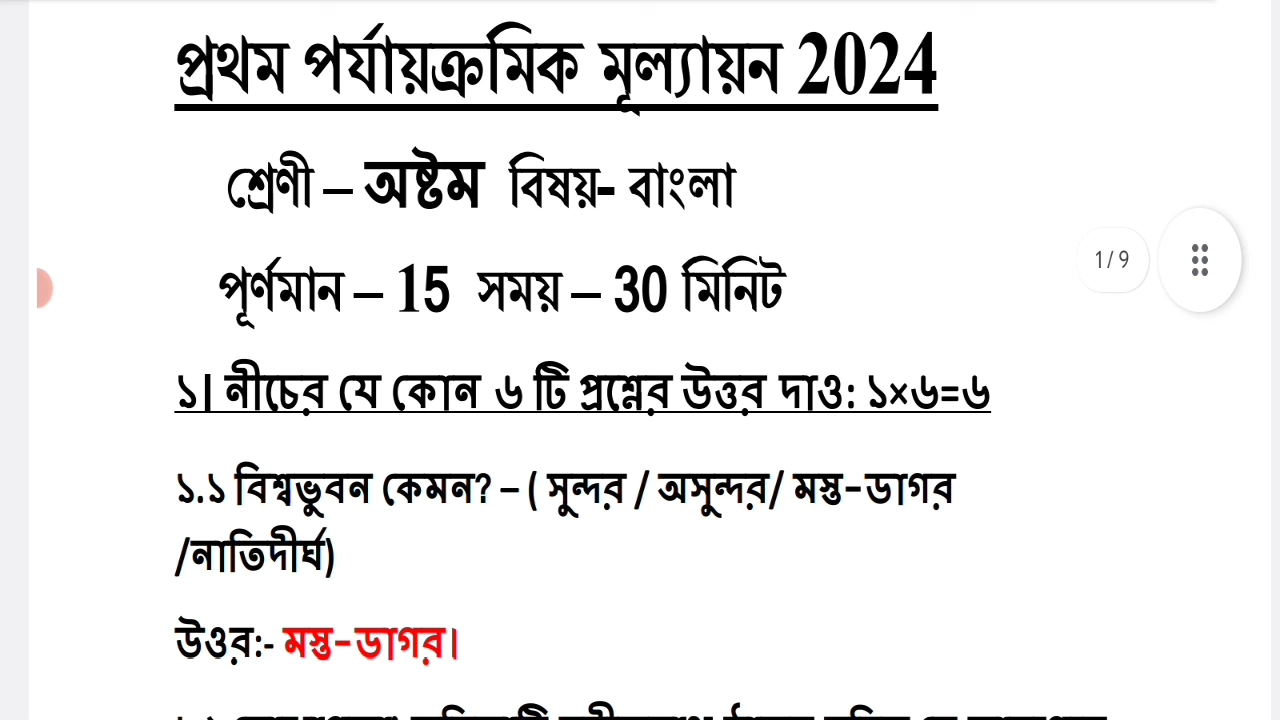 প্রথম পর্যায়ক্রমিক মূল্যায়ন 2024
শ্রেণী – অষ্টম বিষয়- বাংলা
1/9
পূর্ণমান – 15 সময় – 30 মিনিট
১। নীচের যে কোন ৬ টি প্রশ্নের উত্তর দাও: ১×৬=৬
১.১ বিশ্বভুবন কেমন? – ( সুন্দর / অসুন্দর/ মস্ত-ডাগর
/নাতিদীর্ঘ)
উওর:- মস্ত-ডাগর।